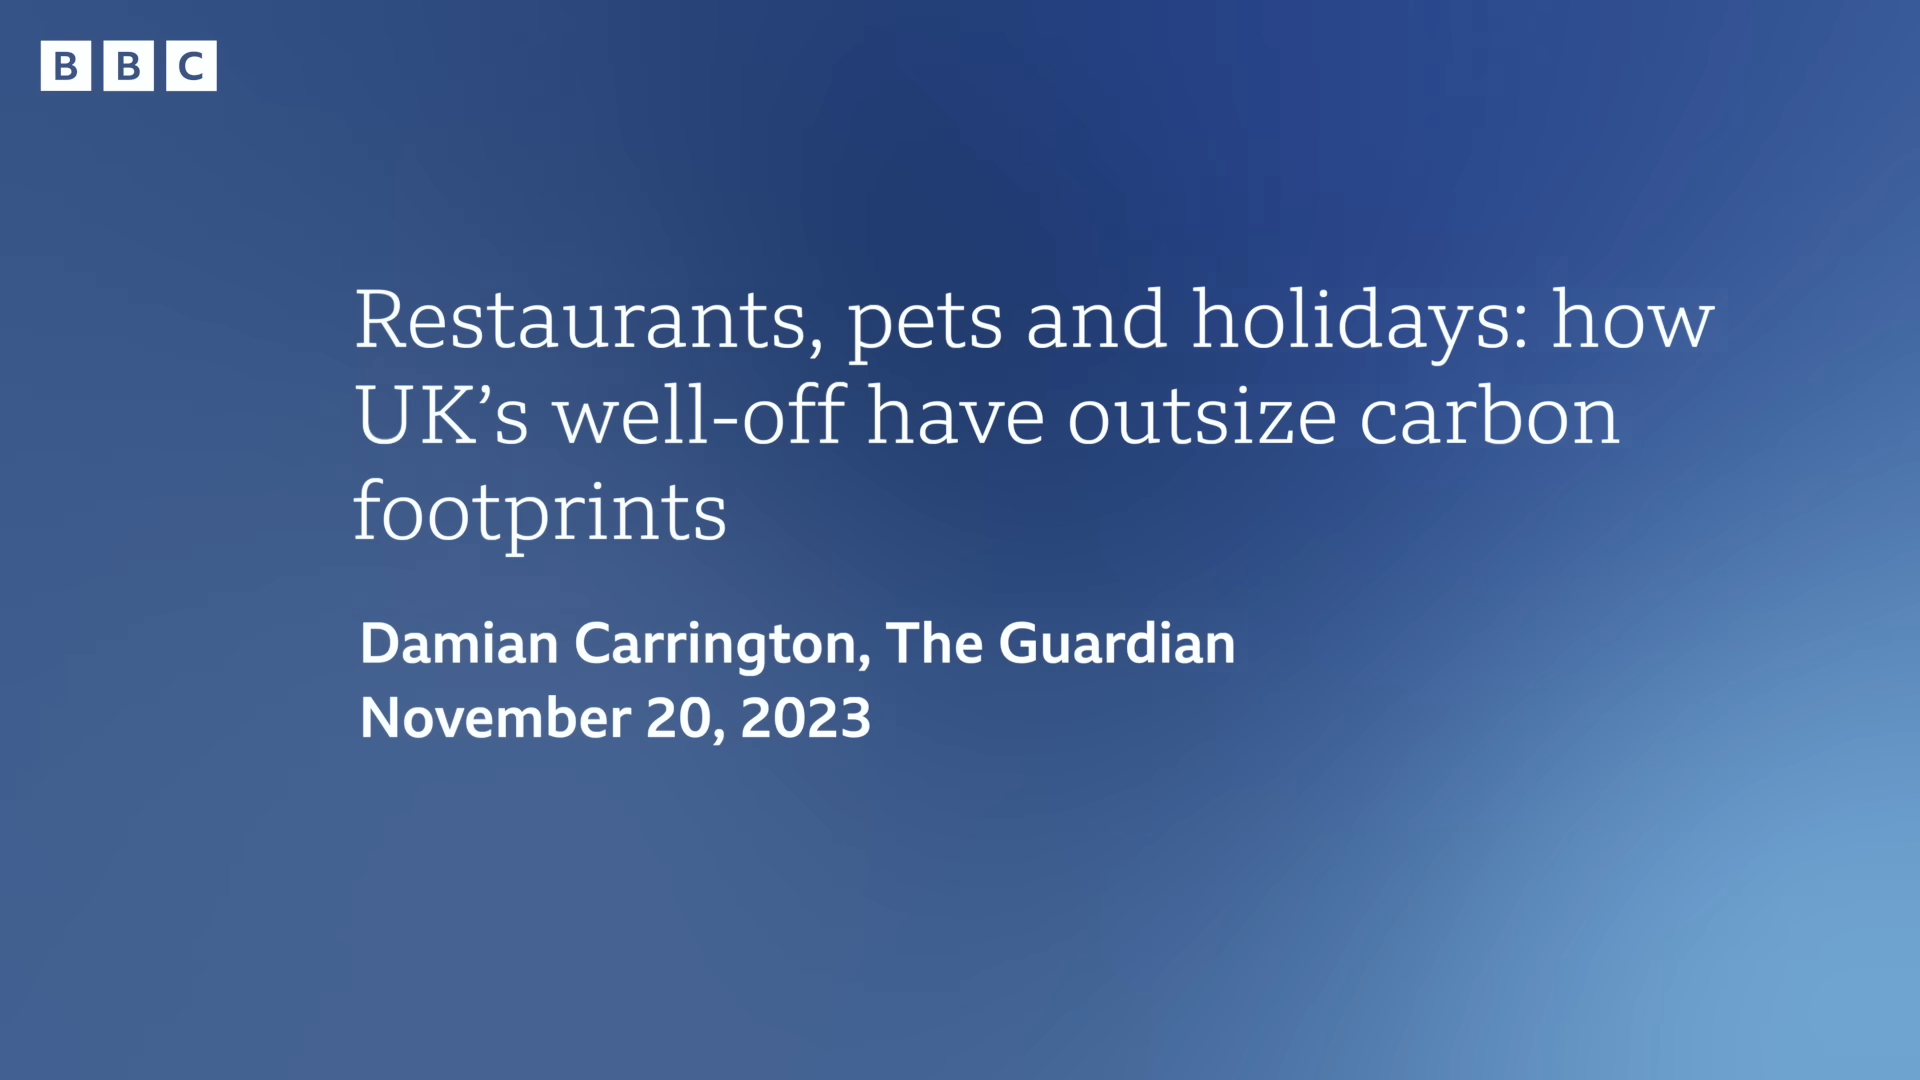 BBC
Restaurants, pets and holidays: how
UK’s well-off have outsize carbon
footprints
Damian Carrington, The Guardian
November 20, 2023